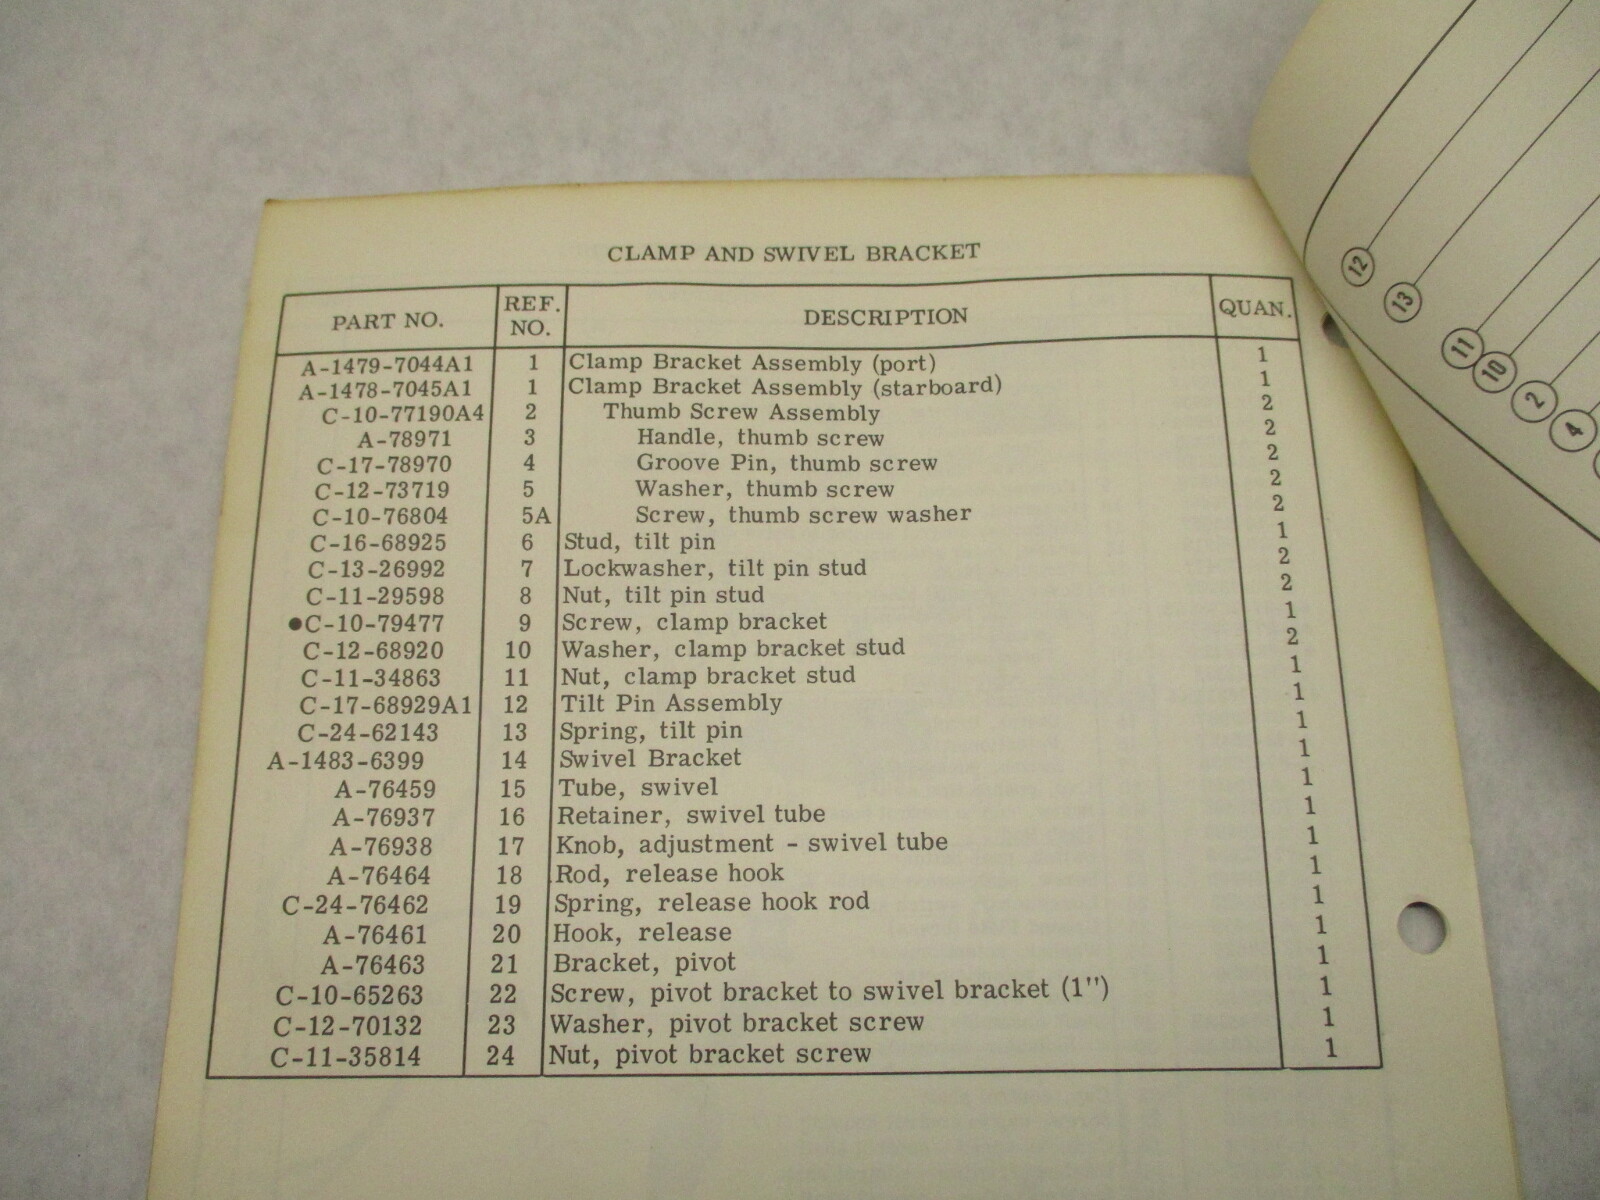 CLAMP AND SWIVEL BRACKET
PART NO. REF. NO. DESCRIPTION QUAN.
A-1479-7044A1 1 Clamp Bracket Assembly (port) 1
A-1478-7045A1 1 Clamp Bracket Assembly (starboard) 1
C-10-77190A4 2 Thumb Screw Assembly 2
A-78971 3 Handle, thumb screw 2
C-17-78970 4 Groove Pin, thumb screw 2
C-12-73719 5 Washer, thumb screw 2
C-10-76804 5A Screw, thumb screw washer 2
C-16-68925 6 Stud, tilt pin 1
C-13-26992 7 Lockwasher, tilt pin stud 2
C-11-29598 8 Nut, tilt pin stud 2
●C-10-79477 9 Screw, clamp bracket 1
C-12-68920 10 Washer, clamp bracket stud 2
C-11-34863 11 Nut, clamp bracket stud 1
C-17-68929A1 12 Tilt Pin Assembly 1
C-24-62143 13 Spring, tilt pin 1
A-1483-6399 14 Swivel Bracket 1
A-76459 15 Tube, swivel 1
A-76937 16 Retainer, swivel tube 1
A-76938 17 Knob, adjustment - swivel tube 1
A-76464 18 Rod, release hook 1
C-24-76462 19 Spring, release hook rod 1
A-76461 20 Hook, release 1
A-76463 21 Bracket, pivot 1
C-10-65263 22 Screw, pivot bracket to swivel bracket (1") 1
C-12-70132 23 Washer, pivot bracket screw 1
C-11-35814 24 Nut, pivot bracket screw 1
12
13
11
10
2
4